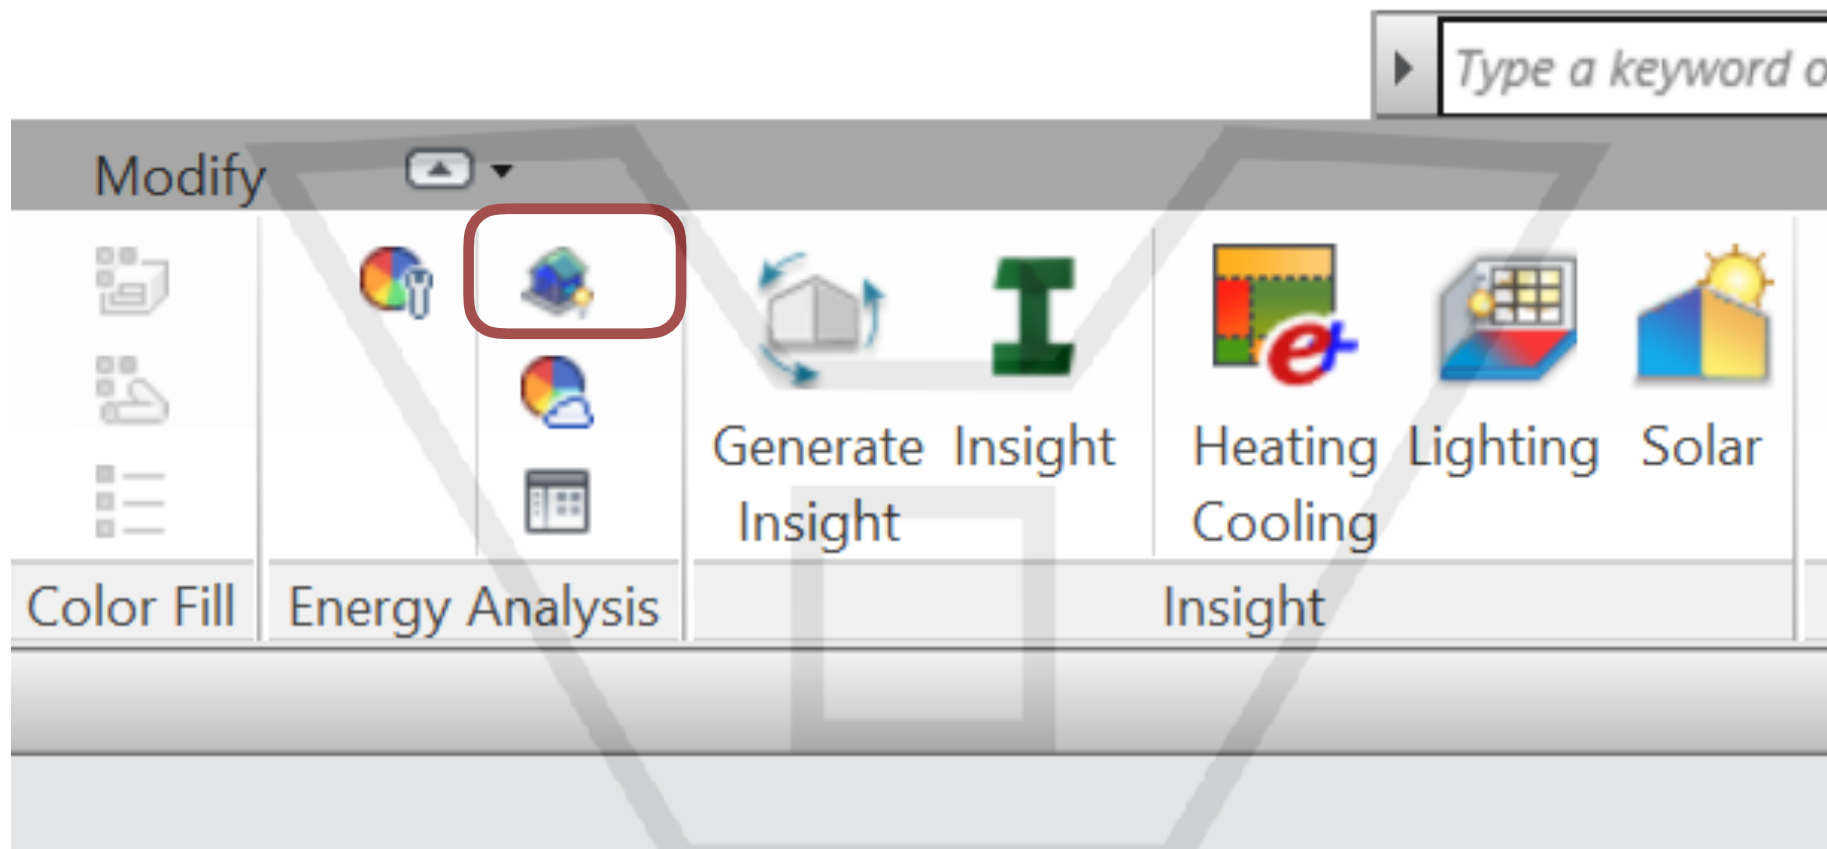 Type a keyword o
Modify
Generate Insight
Insight
Heating Cooling
Lighting
Solar
Color Fill
Energy Analysis
Insight